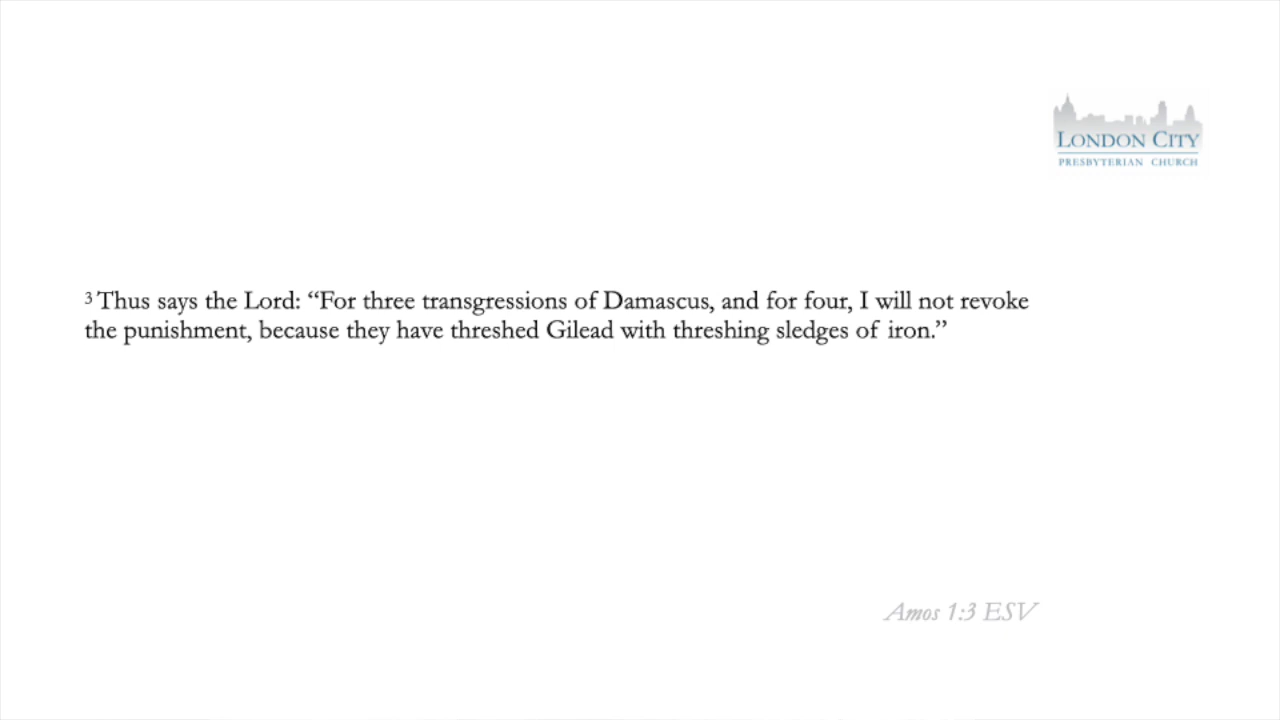 LONDON CITY
PRESBYTERIAN CHURCH
3 Thus says the Lord: “For three transgressions of Damascus, and for four, I will not revoke
the punishment, because they have threshed Gilead with threshing sledges of iron.”
Amos 1:3 ESV